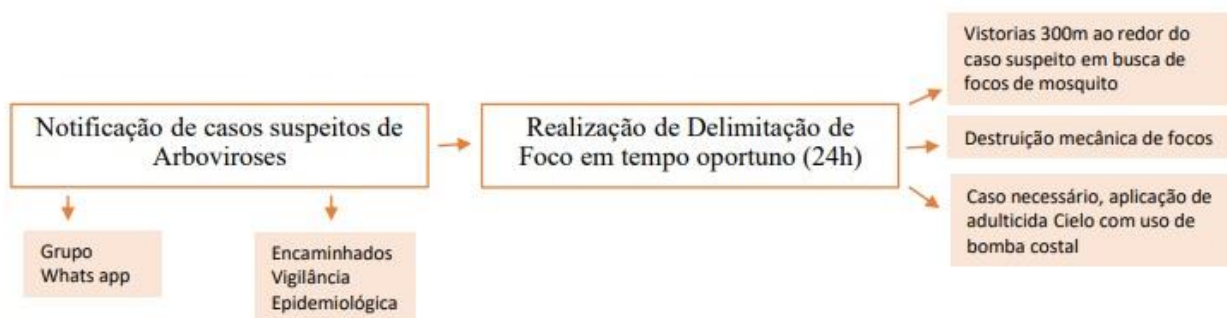 Notificação de casos suspeitos de
Arboviroses
Grupo
Whats app
Encaminhados
Vigilância
Epidemiológica
Realização de Delimitação de
Foco em tempo oportuno (24h)
Vistorias 300m ao redor do
caso suspeito em busca de
focos de mosquito
Destruição mecânica de focos
Caso necessário, aplicação de
adulticida Cielo com uso de
bomba costal